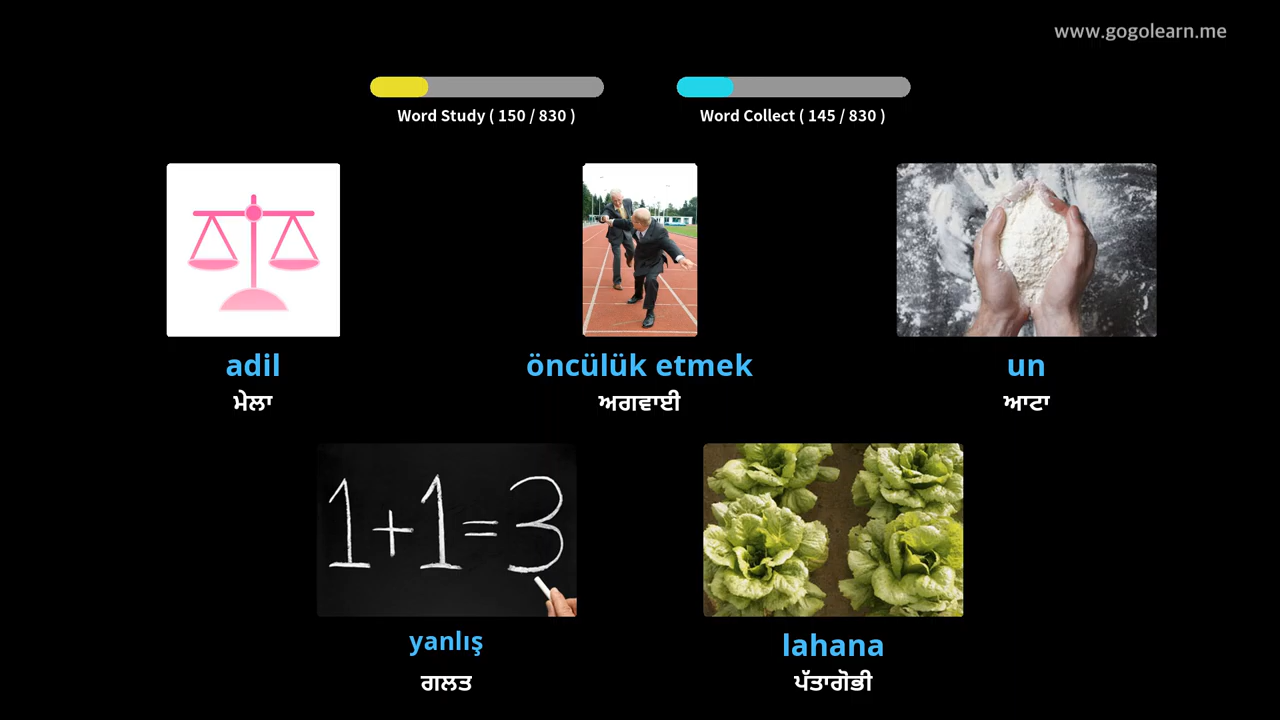 www.gogolearn.me
Word Study ( 150 / 830 )
Word Collect ( 145 / 830 )
adil
ਮੇਲਾ
öncülük etmek
ਅਗਵਾਈ
un
ਆਟਾ
1+1=3
yanlış
ਗਲਤ
lahana
ਪੱਤਾਗੋਭੀ